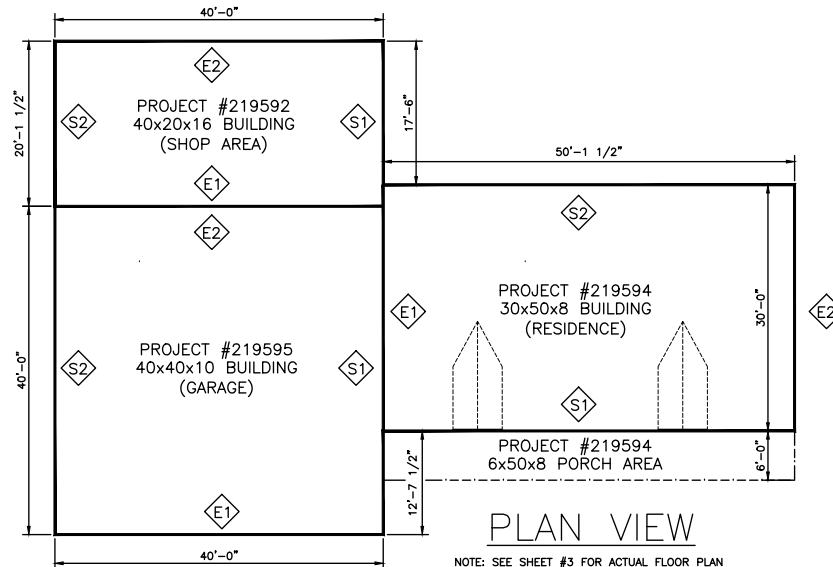 40'-0"
E2
PROJECT #219592
40x20x16 BUILDING
(SHOP AREA)
S2
S1
E1
20'-1 1/2"
17'-6"
50'-1 1/2"
E2
S2
PROJECT #219595
40x40x10 BUILDING
(GARAGE)
S2
S1
E1
40'-0"
40'-0"
E1
PROJECT #219594
30x50x8 BUILDING
(RESIDENCE)
30'-0"
E2
S1
PROJECT #219594
6x50x8 PORCH AREA
6'-0"
12'-7 1/2"
PLAN VIEW
NOTE: SEE SHEET #3 FOR ACTUAL FLOOR PLAN